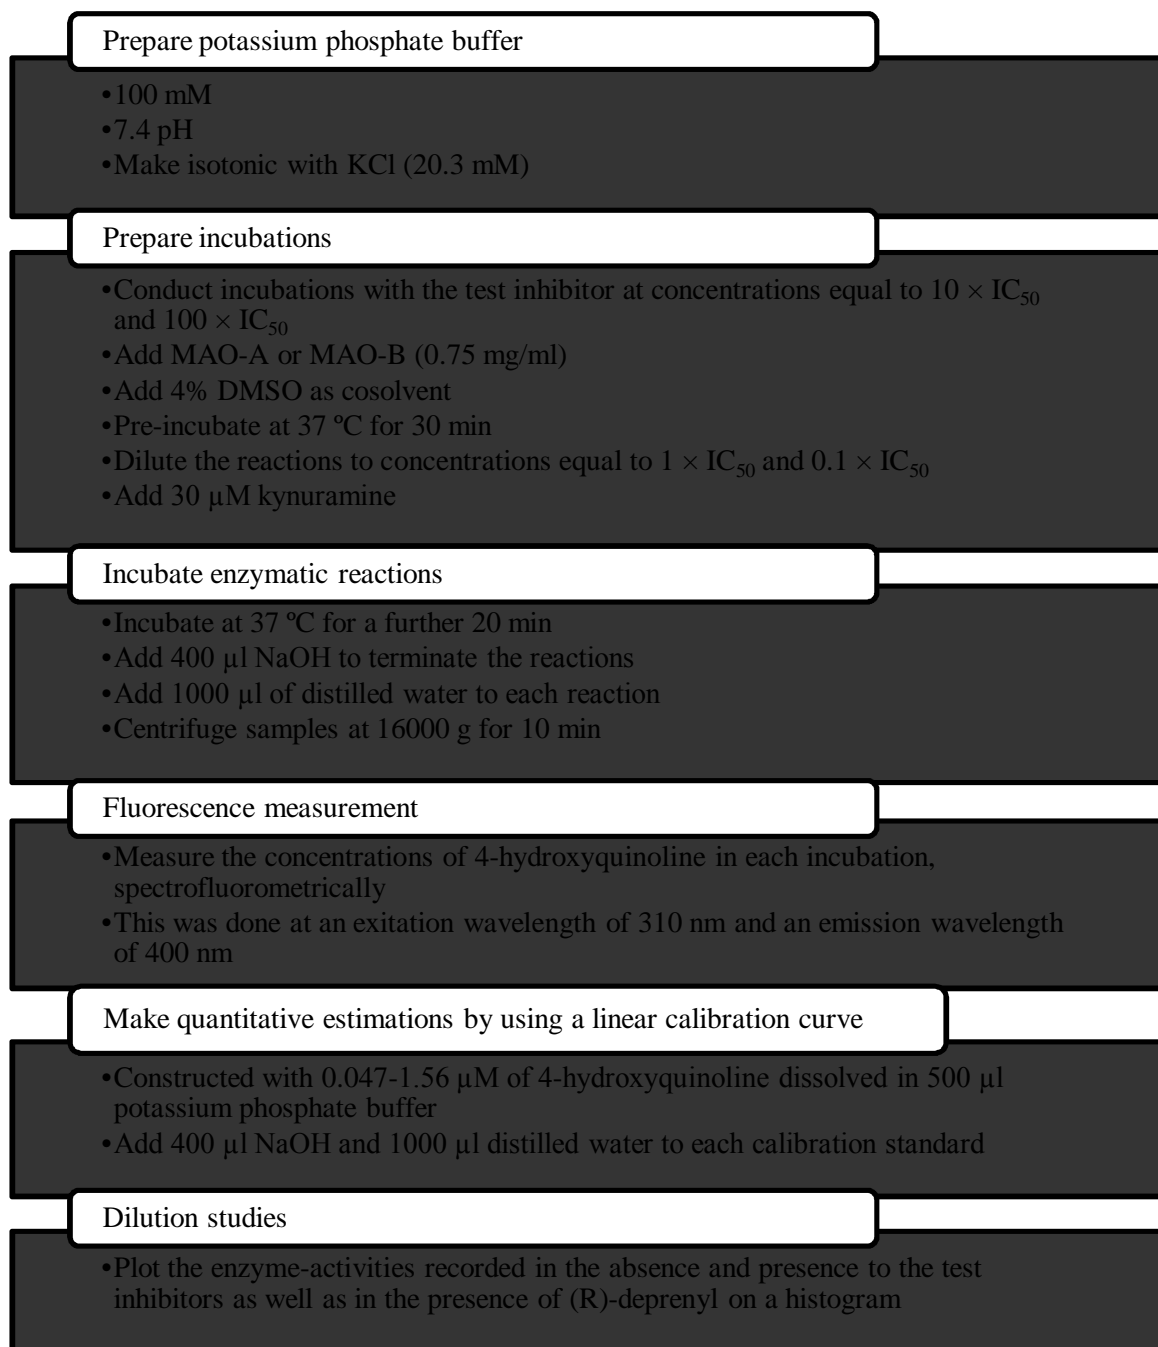 Prepare potassium phosphate buffer
•100 mM
•7.4 pH
•Make isotonic with KCl (20.3 mM)
Prepare incubations
•Conduct incubations with the test inhibitor at concentrations equal to 10 × IC₅₀
and 100 × IC₅₀
•Add MAO-A or MAO-B (0.75 mg/ml)
•Add 4% DMSO as cosolvent
•Pre-incubate at 37 ºC for 30 min
•Dilute the reactions to concentrations equal to 1 × IC₅₀ and 0.1 × IC₅₀
•Add 30 µM kynuramine
Incubate enzymatic reactions
•Incubate at 37 ºC for a further 20 min
•Add 400 µl NaOH to terminate the reactions
•Add 1000 µl of distilled water to each reaction
•Centrifuge samples at 16000 g for 10 min
Fluorescence measurement
•Measure the concentrations of 4-hydroxyquinoline in each incubation,
spectrofluorometrically
•This was done at an exitation wavelength of 310 nm and an emission wavelength
of 400 nm
Make quantitative estimations by using a linear calibration curve
•Constructed with 0.047-1.56 µM of 4-hydroxyquinoline dissolved in 500 µl
potassium phosphate buffer
•Add 400 µl NaOH and 1000 µl distilled water to each calibration standard
Dilution studies
•Plot the enzyme-activities recorded in the absence and presence to the test
inhibitors as well as in the presence of (R)-deprenyl on a histogram